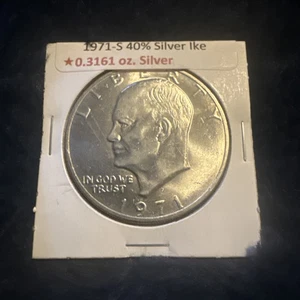 1971-S 40% Silver Ike
★0.3161 oz. Silver
LIBERTY
IN GOD WE
TRUST
1971